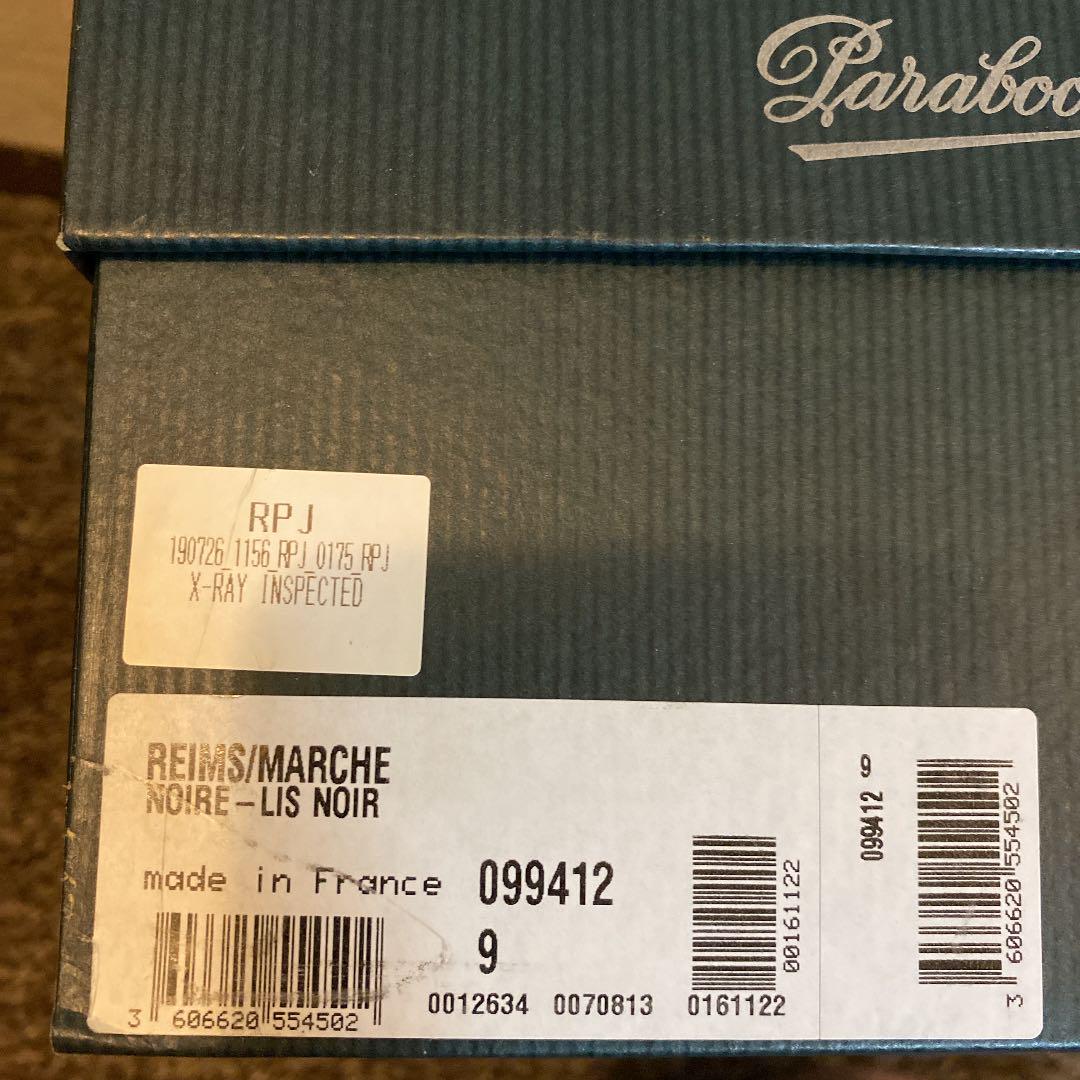 Paraboo
RPJ
190726_1156_RPJ_0175_RPJ
X-RAY INSPECTED
REIMS/MARCHE
NOIRE-LIS NOIR
made in France 099412
9
3 606620 554502
0012634 0070813 0161122
00161122
099412 9
3 606620 554502